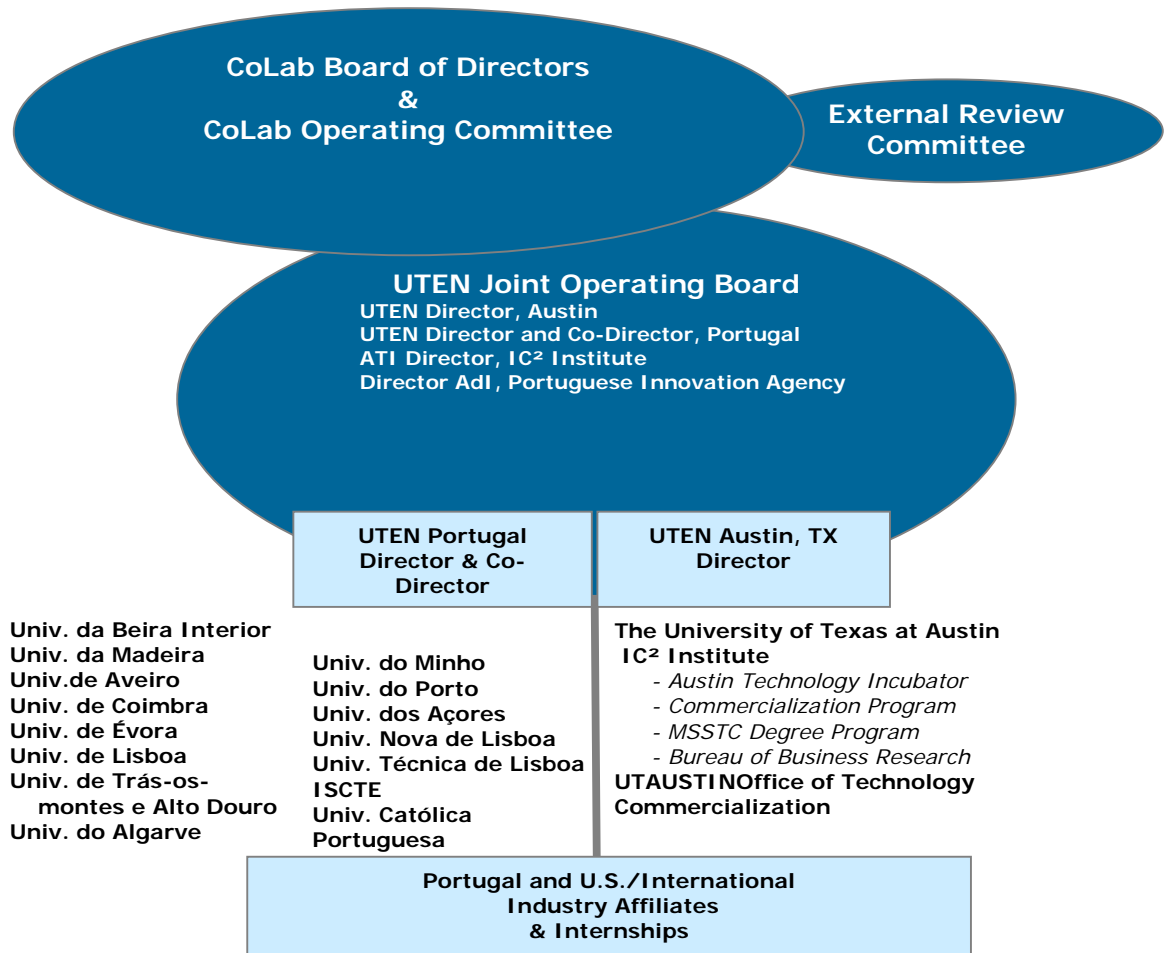 CoLab Board of Directors
&
CoLab Operating Committee
External Review
Committee
UTEN Joint Operating Board
UTEN Director, Austin
UTEN Director and Co-Director, Portugal
ATI Director, IC² Institute
Director AdI, Portuguese Innovation Agency
UTEN Portugal
Director & Co-
Director
UTEN Austin, TX
Director
Univ. da Beira Interior
Univ. da Madeira
Univ.de Aveiro
Univ. de Coimbra
Univ. de Évora
Univ. de Lisboa
Univ. de Trás-os-
montes e Alto Douro
Univ. do Algarve
Univ. do Minho
Univ. do Porto
Univ. dos Açores
Univ. Nova de Lisboa
Univ. Técnica de Lisboa
ISCTE
Univ. Católica
Portuguesa
The University of Texas at Austin
IC² Institute
- Austin Technology Incubator
- Commercialization Program
- MSSTC Degree Program
- Bureau of Business Research
UTAUSTINOffice of Technology
Commercialization
Portugal and U.S./International
Industry Affiliates
& Internships